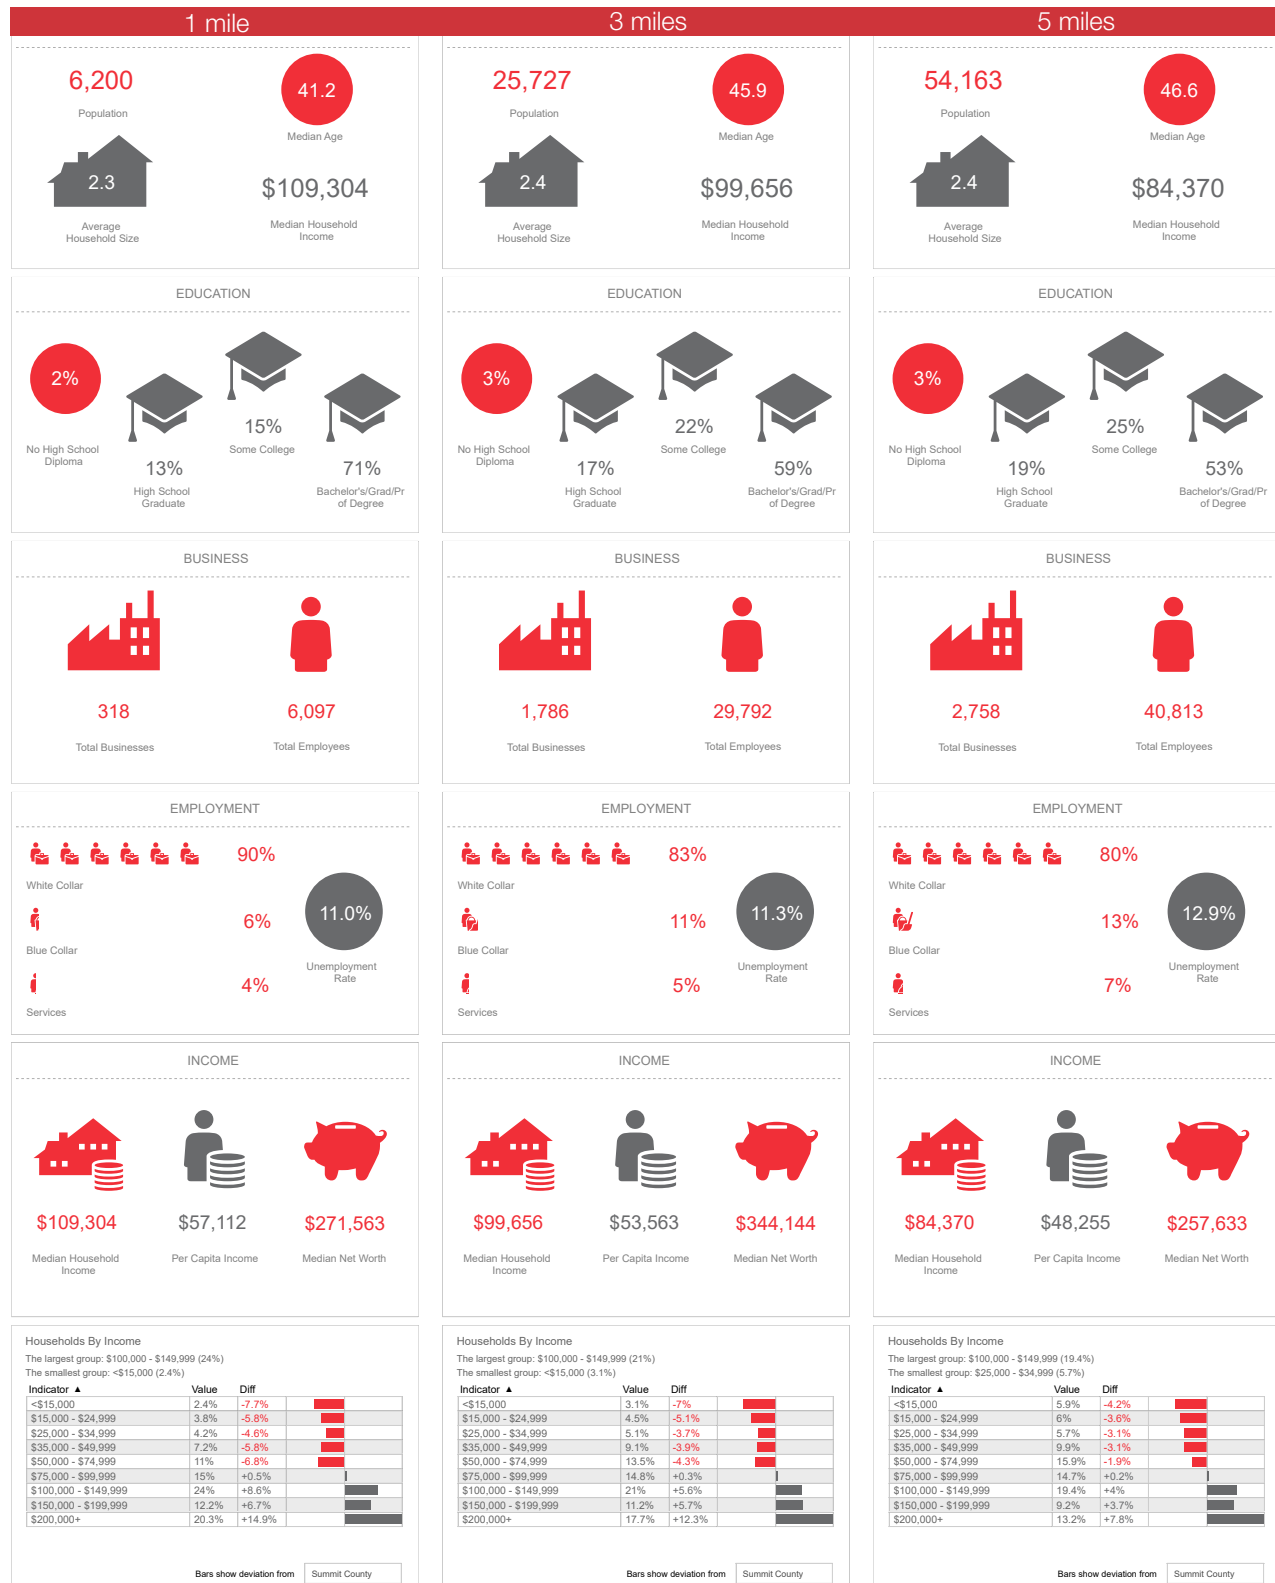 1 mile
6,200
Population
41.2
Median Age
2.3
Average
Household Size
$109,304
Median Household
Income
EDUCATION
2%
No High School
Diploma
13%
High School
Graduate
15%
Some College
71%
Bachelor's/Grad/Pr
of Degree
BUSINESS
318
Total Businesses
6,097
Total Employees
EMPLOYMENT
90%
White Collar
6%
Blue Collar
4%
Services
11.0%
Unemployment
Rate
INCOME
$109,304
Median Household
Income
$57,112
Per Capita Income
$271,563
Median Net Worth
Households By Income
The largest group: $100,000 - $149,999 (24%)
The smallest group: <$15,000 (2.4%)
Indicator ▲ Value Diff
<$15,000 2.4% -7.7%
$15,000 - $24,999 3.8% -5.8%
$25,000 - $34,999 4.2% -4.6%
$35,000 - $49,999 7.2% -5.8%
$50,000 - $74,999 11% -6.8%
$75,000 - $99,999 15% +0.5%
$100,000 - $149,999 24% +8.6%
$150,000 - $199,999 12.2% +6.7%
$200,000+ 20.3% +14.9%
Bars show deviation from Summit County
3 miles
25,727
Population
45.9
Median Age
2.4
Average
Household Size
$99,656
Median Household
Income
EDUCATION
3%
No High School
Diploma
17%
High School
Graduate
22%
Some College
59%
Bachelor's/Grad/Pr
of Degree
BUSINESS
1,786
Total Businesses
29,792
Total Employees
EMPLOYMENT
83%
White Collar
11%
Blue Collar
5%
Services
11.3%
Unemployment
Rate
INCOME
$99,656
Median Household
Income
$53,563
Per Capita Income
$344,144
Median Net Worth
Households By Income
The largest group: $100,000 - $149,999 (21%)
The smallest group: <$15,000 (3.1%)
Indicator ▲ Value Diff
<$15,000 3.1% -7%
$15,000 - $24,999 4.5% -5.1%
$25,000 - $34,999 5.1% -3.7%
$35,000 - $49,999 9.1% -3.9%
$50,000 - $74,999 13.5% -4.3%
$75,000 - $99,999 14.8% +0.3%
$100,000 - $149,999 21% +5.6%
$150,000 - $199,999 11.2% +5.7%
$200,000+ 17.7% +12.3%
Bars show deviation from Summit County
5 miles
54,163
Population
46.6
Median Age
2.4
Average
Household Size
$84,370
Median Household
Income
EDUCATION
3%
No High School
Diploma
19%
High School
Graduate
25%
Some College
53%
Bachelor's/Grad/Pr
of Degree
BUSINESS
2,758
Total Businesses
40,813
Total Employees
EMPLOYMENT
80%
White Collar
13%
Blue Collar
7%
Services
12.9%
Unemployment
Rate
INCOME
$84,370
Median Household
Income
$48,255
Per Capita Income
$257,633
Median Net Worth
Households By Income
The largest group: $100,000 - $149,999 (19.4%)
The smallest group: $25,000 - $34,999 (5.7%)
Indicator ▲ Value Diff
<$15,000 5.9% -4.2%
$15,000 - $24,999 6% -3.6%
$25,000 - $34,999 5.7% -3.1%
$35,000 - $49,999 9.9% -3.1%
$50,000 - $74,999 15.9% -1.9%
$75,000 - $99,999 14.7% +0.2%
$100,000 - $149,999 19.4% +4%
$150,000 - $199,999 9.2% +3.7%
$200,000+ 13.2% +7.8%
Bars show deviation from Summit County